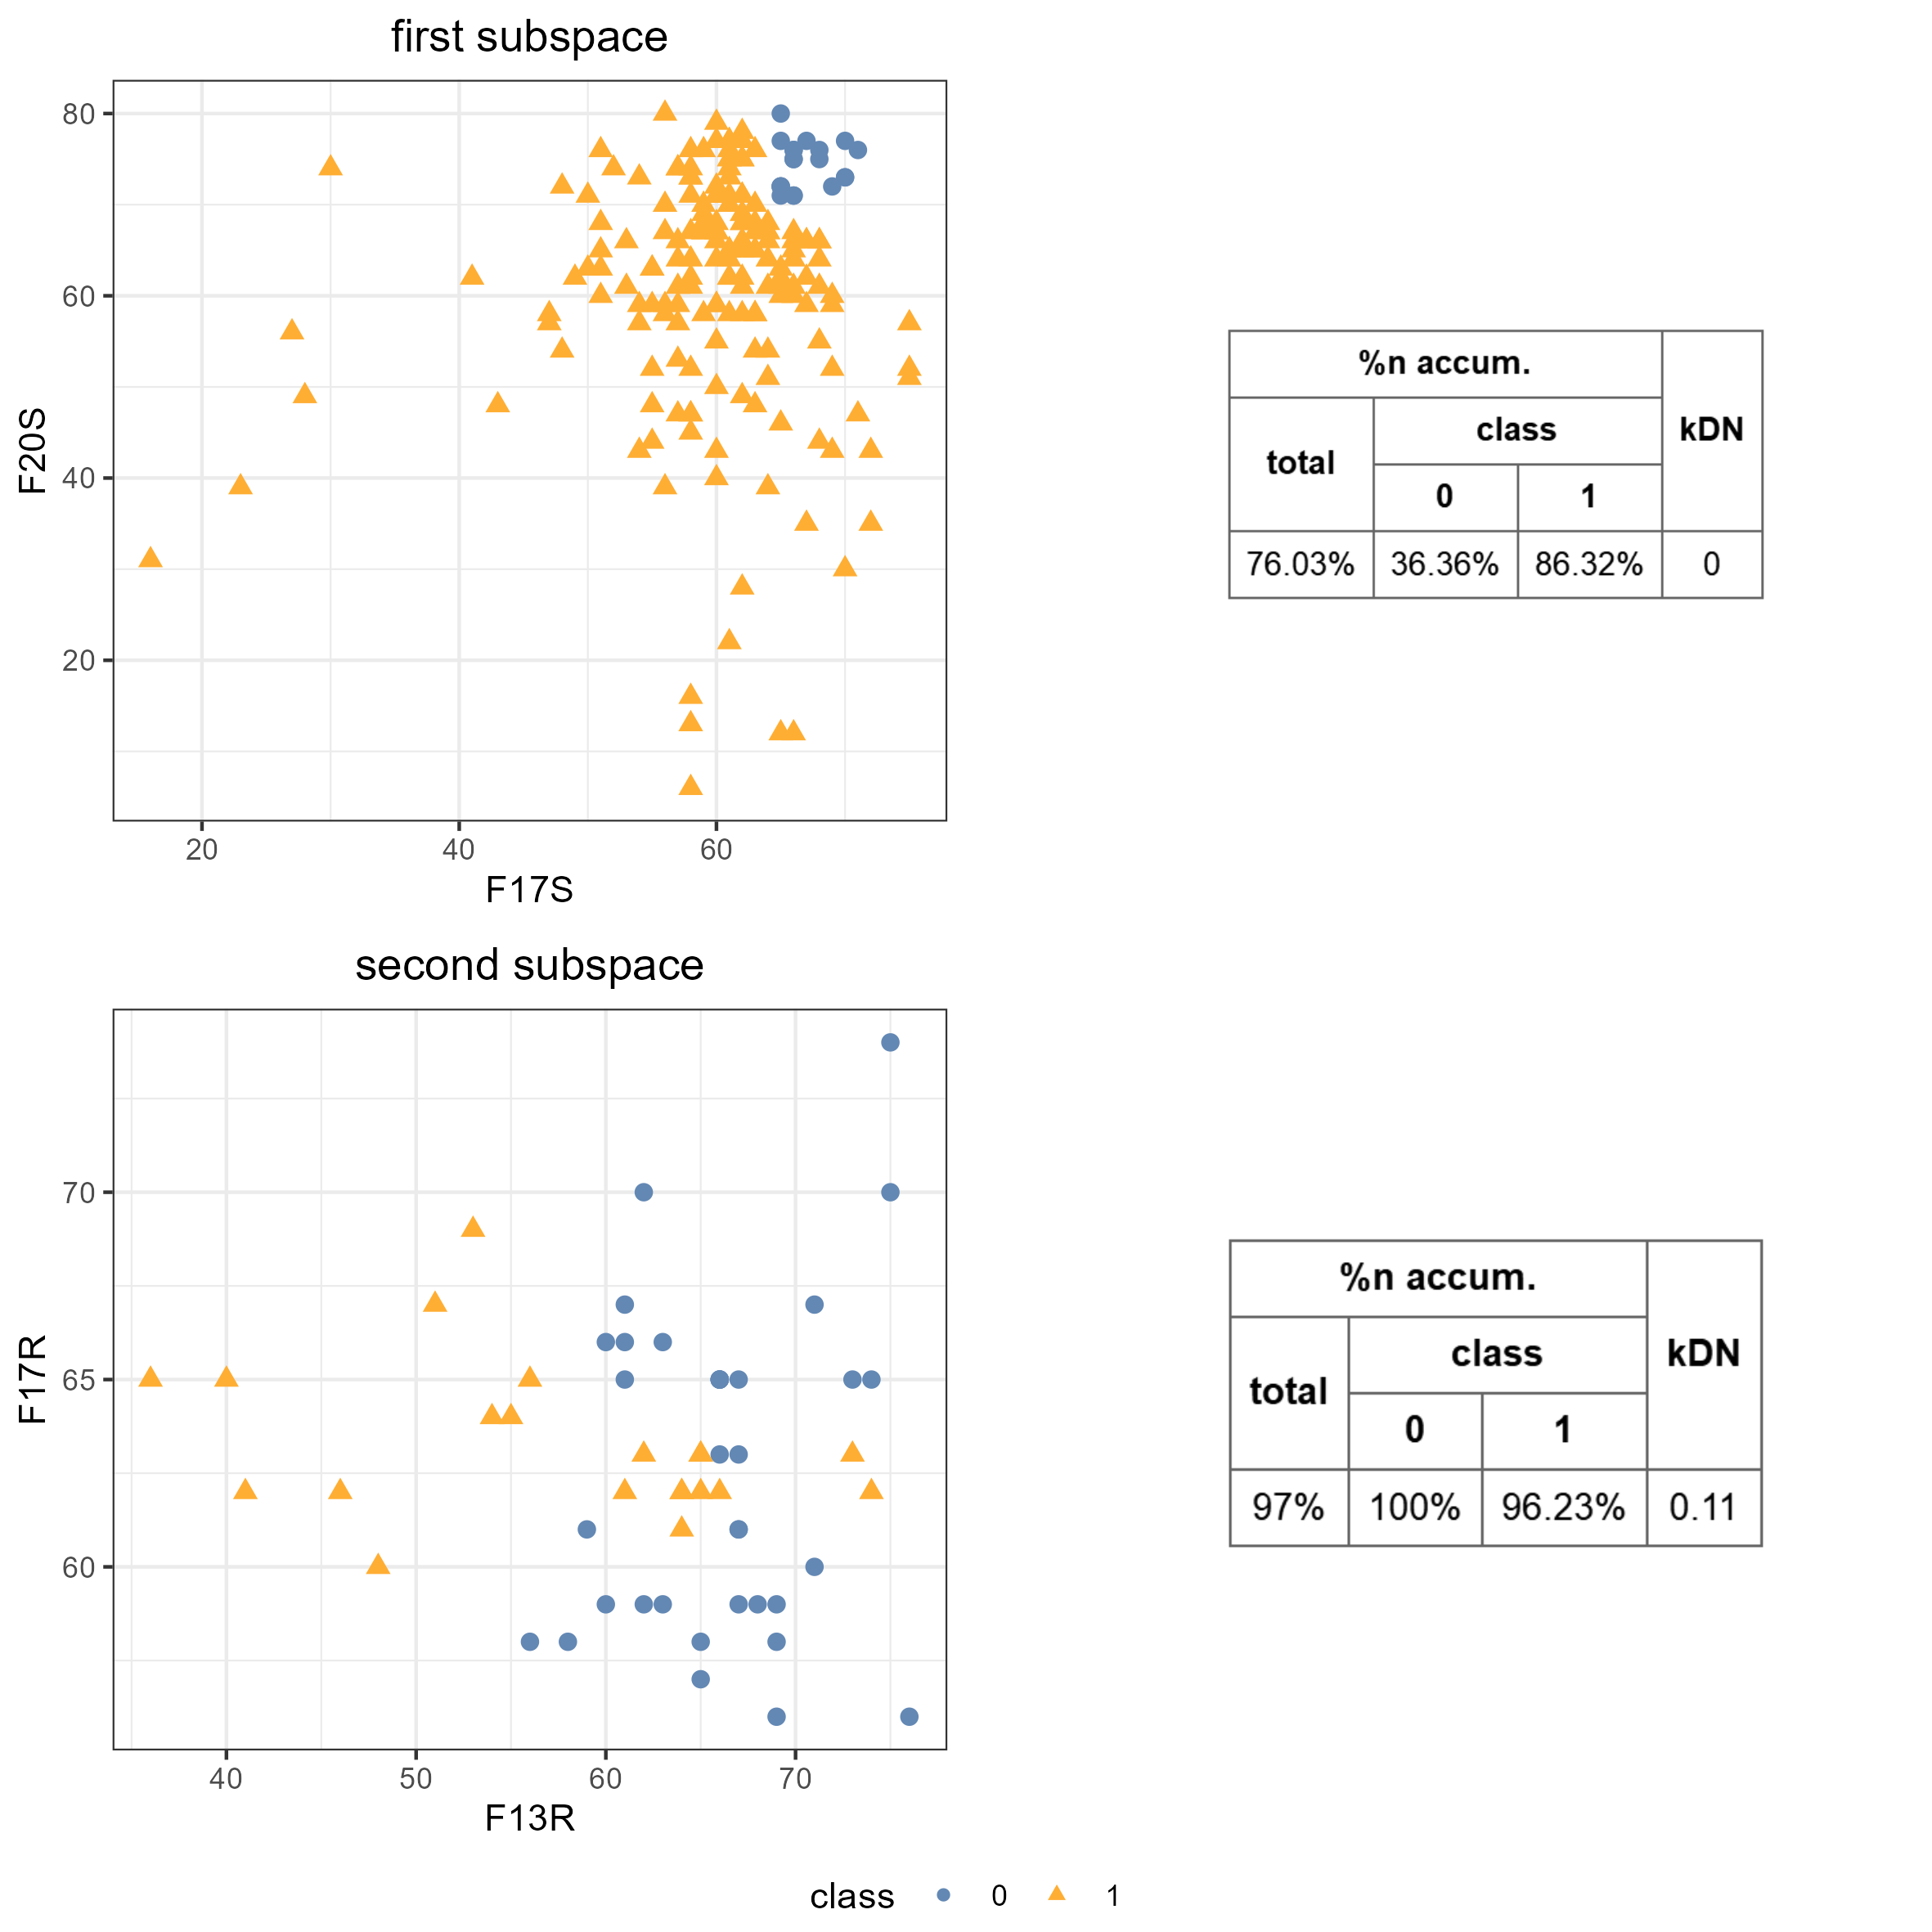 first subspace
80
60
40
20
F20S
20 40 60
F17S
%n accum.
kDN
class
total
0 1
76.03% 36.36% 86.32% 0
second subspace
70
65
60
F17R
40 50 60 70
F13R
%n accum.
kDN
class
total
0 1
97% 100% 96.23% 0.11
class 0 1